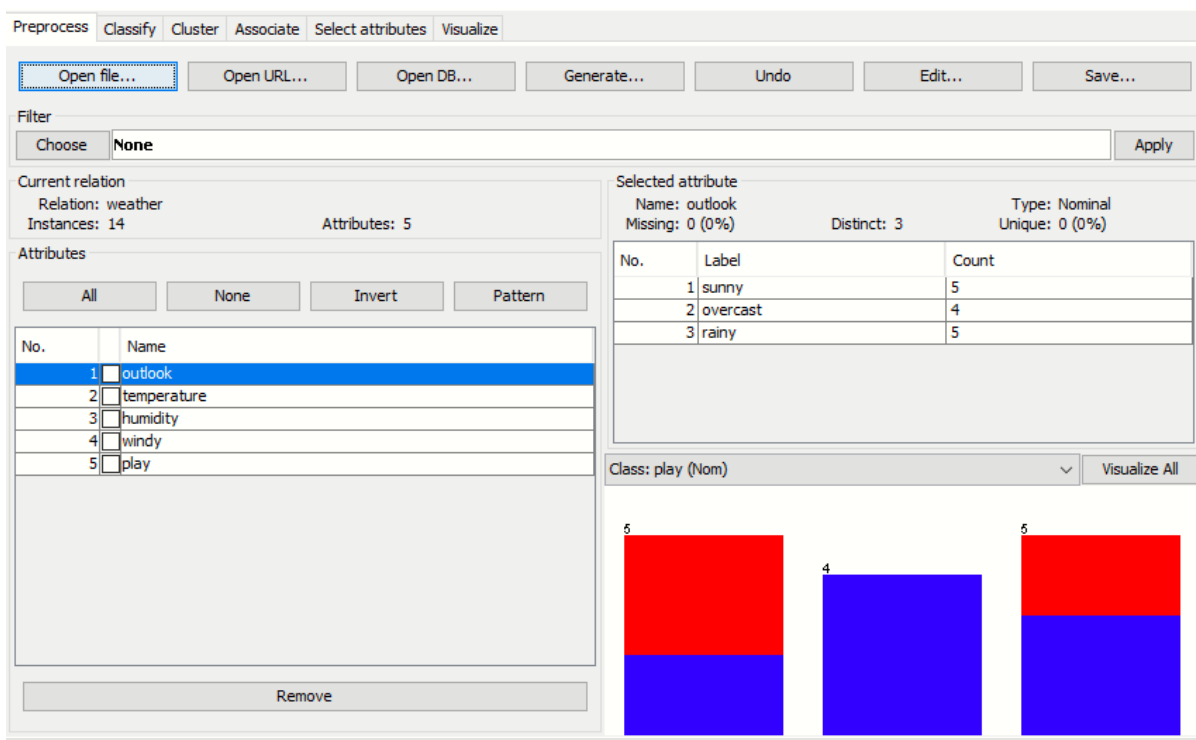 Preprocess Classify Cluster Associate Select attributes Visualize
Open file... Open URL... Open DB... Generate... Undo Edit... Save...
Filter
Choose None Apply
Current relation
Relation: weather
Instances: 14 Attributes: 5
Attributes
All None Invert Pattern
No. Name
1 outlook
2 temperature
3 humidity
4 windy
5 play
Remove
Selected attribute
Name: outlook Type: Nominal
Missing: 0 (0%) Distinct: 3 Unique: 0 (0%)
No. Label Count
1 sunny 5
2 overcast 4
3 rainy 5
Class: play (Nom) Visualize All
5 4 5